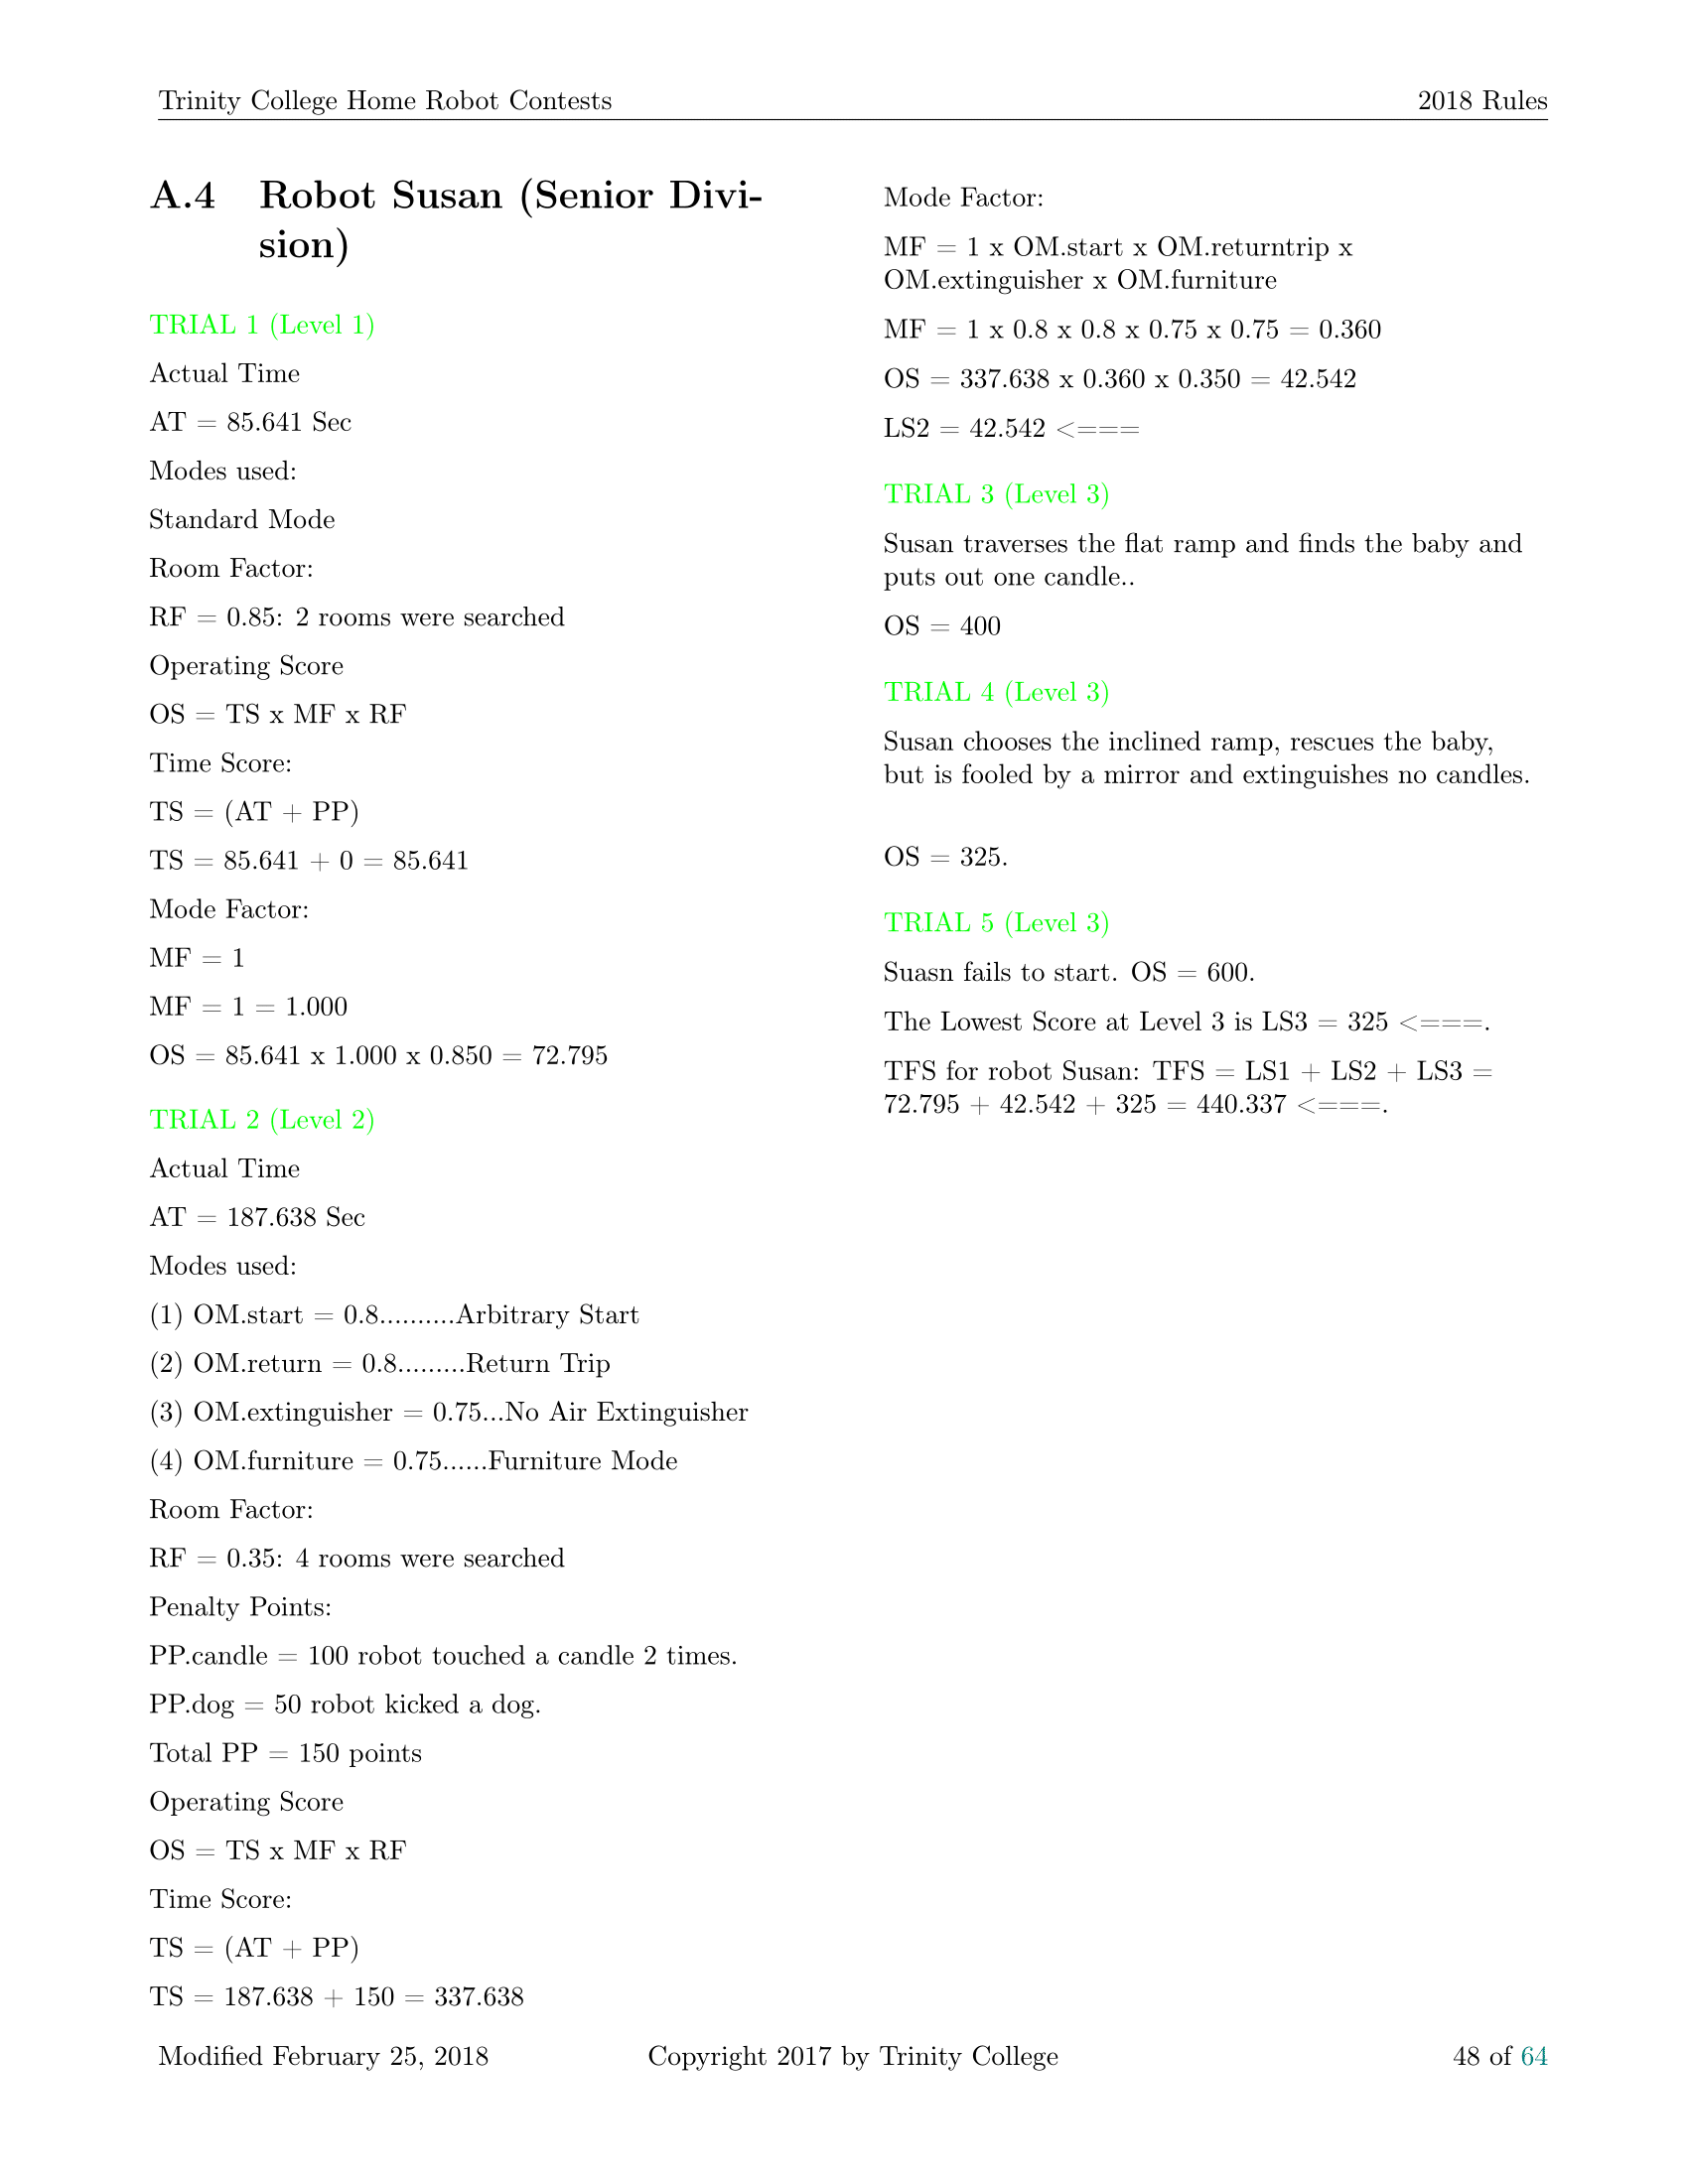 Trinity College Home Robot Contests
2018 Rules
A.4 Robot Susan (Senior Divi-
sion)
TRIAL 1 (Level 1)
Actual Time
AT = 85.641 Sec
Modes used:
Standard Mode
Room Factor:
RF = 0.85: 2 rooms were searched
Operating Score
OS = TS x MF x RF
Time Score:
TS = (AT + PP)
TS = 85.641 + 0 = 85.641
Mode Factor:
MF = 1
MF = 1 = 1.000
OS = 85.641 x 1.000 x 0.850 = 72.795
TRIAL 2 (Level 2)
Actual Time
AT = 187.638 Sec
Modes used:
(1) OM.start = 0.8..........Arbitrary Start
(2) OM.return = 0.8.........Return Trip
(3) OM.extinguisher = 0.75...No Air Extinguisher
(4) OM.furniture = 0.75......Furniture Mode
Room Factor:
RF = 0.35: 4 rooms were searched
Penalty Points:
PP.candle = 100 robot touched a candle 2 times.
PP.dog = 50 robot kicked a dog.
Total PP = 150 points
Operating Score
OS = TS x MF x RF
Time Score:
TS = (AT + PP)
TS = 187.638 + 150 = 337.638
Mode Factor:
MF = 1 x OM.start x OM.returntrip x
OM.extinguisher x OM.furniture
MF = 1 x 0.8 x 0.8 x 0.75 x 0.75 = 0.360
OS = 337.638 x 0.360 x 0.350 = 42.542
LS2 = 42.542 <===
TRIAL 3 (Level 3)
Susan traverses the flat ramp and finds the baby and
puts out one candle..
OS = 400
TRIAL 4 (Level 3)
Susan chooses the inclined ramp, rescues the baby,
but is fooled by a mirror and extinguishes no candles.
OS = 325.
TRIAL 5 (Level 3)
Suasn fails to start. OS = 600.
The Lowest Score at Level 3 is LS3 = 325 <===.
TFS for robot Susan: TFS = LS1 + LS2 + LS3 =
72.795 + 42.542 + 325 = 440.337 <===.
Modified February 25, 2018
Copyright 2017 by Trinity College
48 of 64